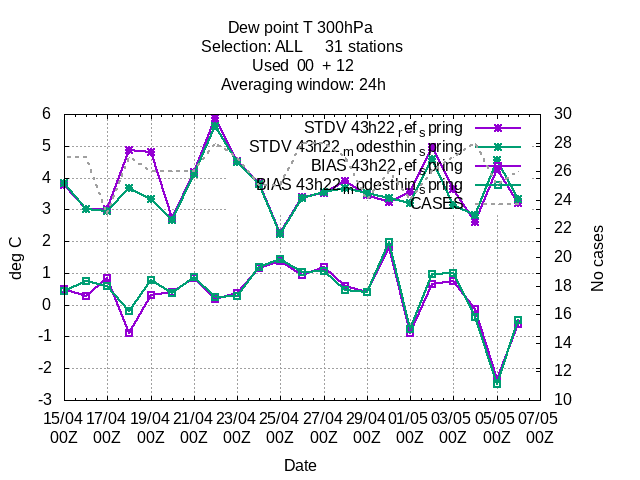 Dew point T 300hPa
Selection: ALL 31 stations
Used 00 + 12
Averaging window: 24h
STDV 43h22ref_spring
STDV 43h22modesthin_spring
BIAS 43h22ref_spring
BIAS 43h22modesthin_spring
CASES
6
5
4
3
2
1
0
-1
-2
-3
deg C
30
28
26
24
22
20
18
16
14
12
10
No cases
15/04 17/04 19/04 21/04 23/04 25/04 27/04 29/04 01/05 03/05 05/05 07/05
00Z 00Z 00Z 00Z 00Z 00Z 00Z 00Z 00Z 00Z 00Z 00Z
Date